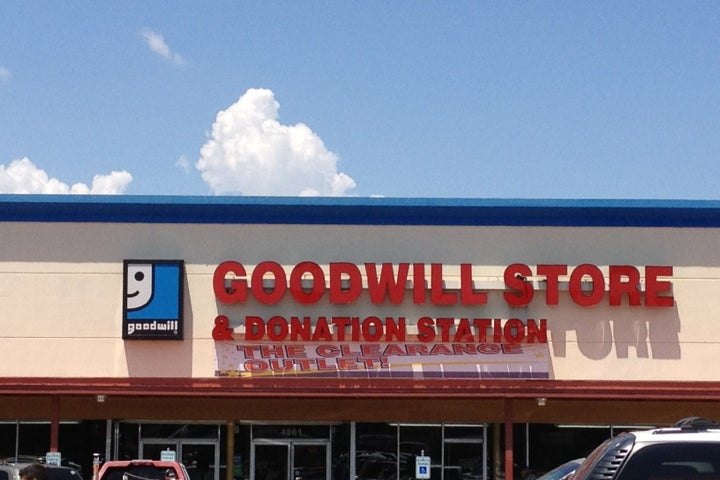 GOODWILL STORE
goodwill
& DONATION STATION
THE CLEARANCE
OUTLET!
4861